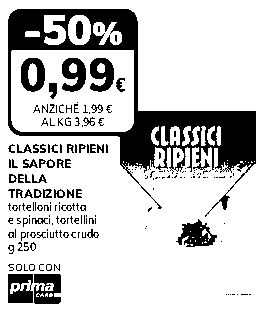 -50%
0,99€
ANZICHÉ 1,99 €
AL KG 3,96 €
CLASSICI RIPIENI
IL SAPORE
DELLA
TRADIZIONE
tortelloni ricotta
e spinaci, tortellini
al prosciutto crudo
g 250
SOLO CON
prima
CARD
CLASSICI
RIPIENI